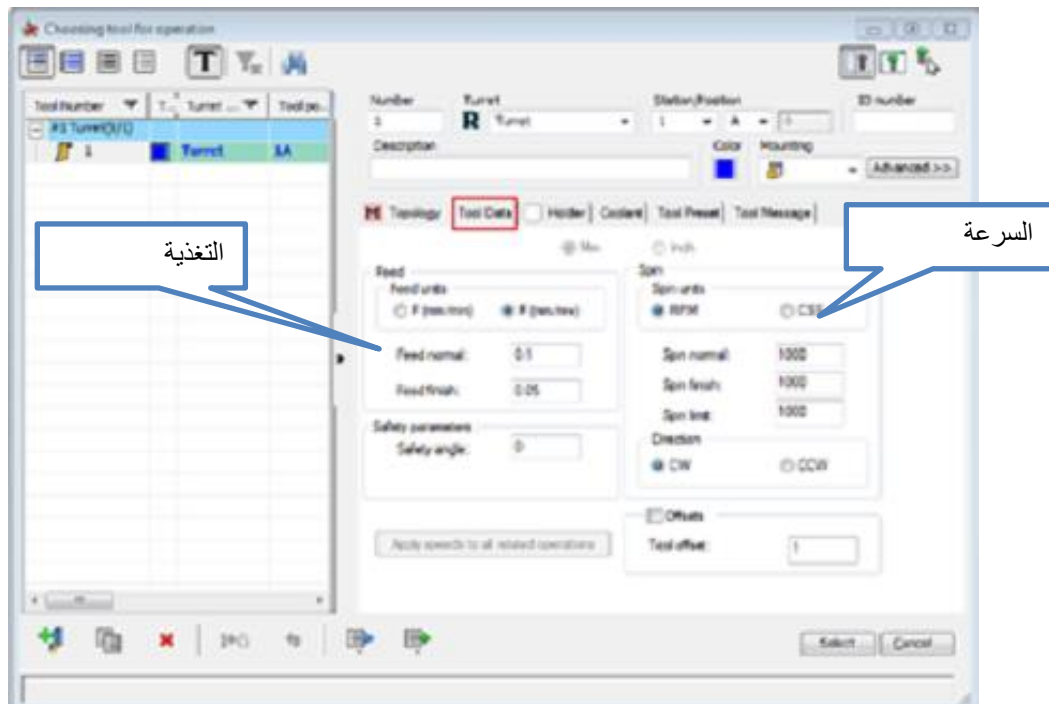 Choosing tool for operation
Tool Number T... Turret ... Tool po...
Turret(3/1)
1 Turret 1A
Number Turret Station/Position ID number
1 R Turret 1 A
Description Color Mounting
Advanced >>
M Topology Tool Data Holder Coolant Tool Preset Tool Message
السرعة
التغذية
Mm Inch
Feed
Feed units
F (mm/min) F (mm/rev)
Feed normal: 0.1
Feed finish: 0.05
Safety parameters
Safety angle: 0
Apply speeds to all related operations
Spin
Spin units
RPM CSS
Spin normal: 1000
Spin finish: 1000
Spin limit: 1000
Direction
CW CCW
Offsets
Tool offset: 1
Select Cancel